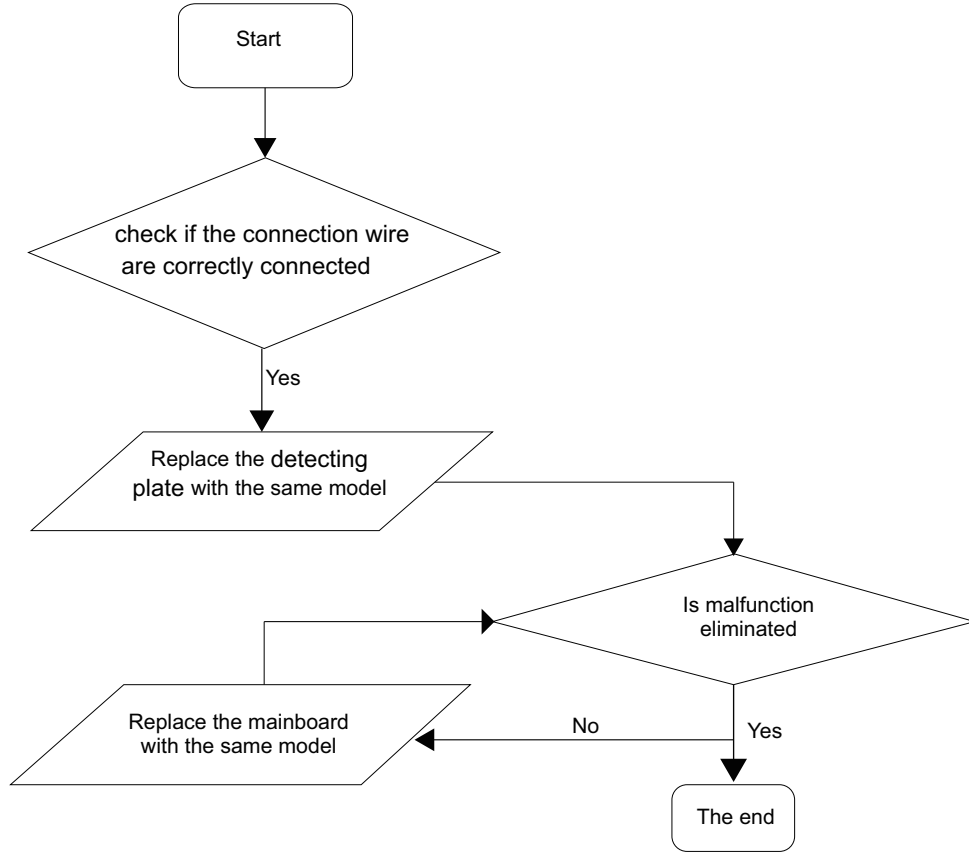 Start
check if the connection wire
are correctly connected
Yes
Replace the detecting
plate with the same model
Is malfunction
eliminated
Replace the mainboard
with the same model
No
Yes
The end